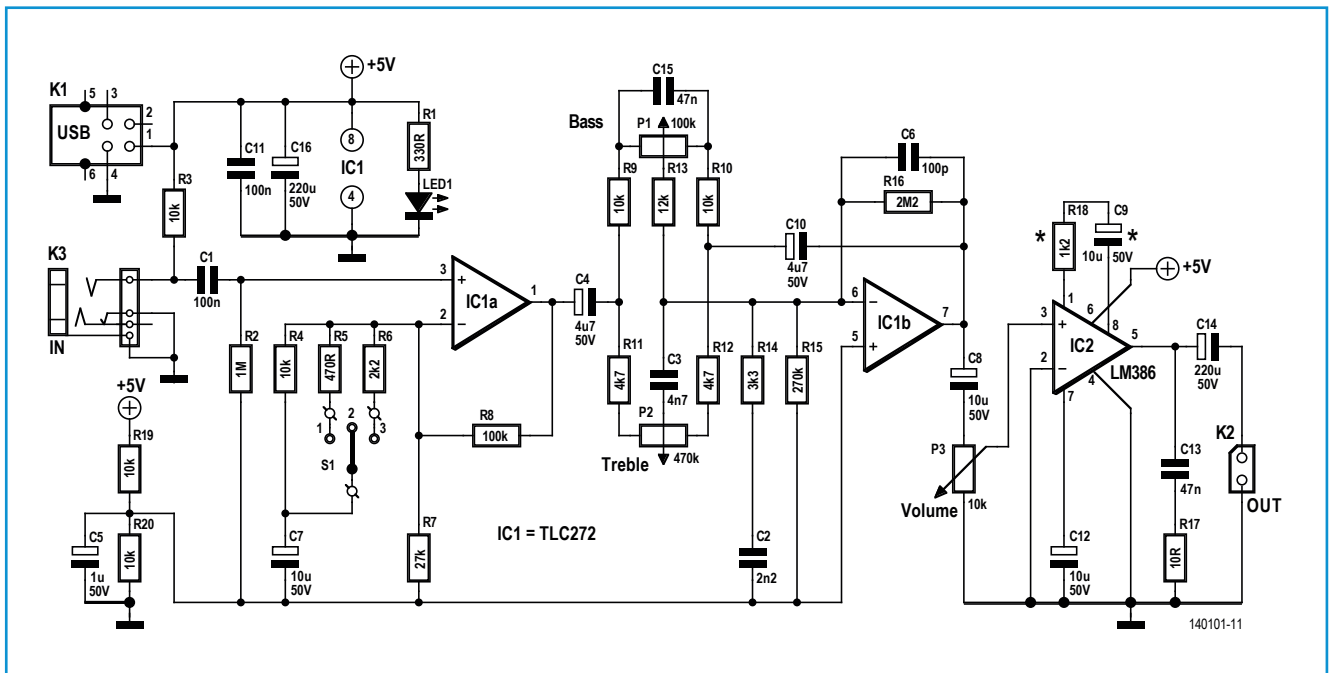 K1
5 3
USB
2
1
6 4
+5V
C11
100n
C16
220u
50V
8
IC1
4
R1
330R
LED1
R3
10k
K3
IN
C1
100n
R2
1M
+5V
R19
10k
C5
1u
50V
R20
10k
R4
10k
R5
470R
R6
2k2
1
2
3
S1
C7
10u
50V
R7
27k
R8
100k
3
+
2
–
IC1a
1
IC1 = TLC272
C4
4u7
50V
C15
47n
Bass
P1
100k
R9
10k
R13
12k
R10
10k
R11
4k7
C3
4n7
R12
4k7
P2
470k
Treble
R14
3k3
R15
270k
C2
2n2
C10
4u7
50V
C6
100p
R16
2M2
6
–
5
+
IC1b
7
C8
10u
50V
P3
10k
Volume
R18
* 1k2
C9
10u
50V
*
+5V
1
6
8
3
+
2
–
IC2
LM386
5
4
7
C12
10u
50V
C14
220u
50V
C13
47n
R17
10R
K2
OUT
140101-11